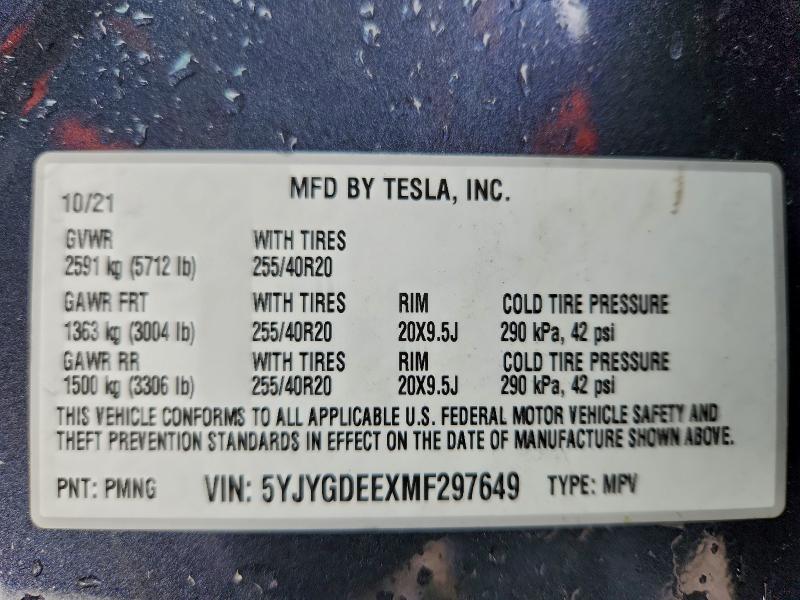 MFD BY TESLA, INC.
10/21
GVWR WITH TIRES
2591 kg (5712 lb) 255/40R20
GAWR FRT WITH TIRES RIM COLD TIRE PRESSURE
1363 kg (3004 lb) 255/40R20 20X9.5J 290 kPa, 42 psi
GAWR RR WITH TIRES RIM COLD TIRE PRESSURE
1500 kg (3306 lb) 255/40R20 20X9.5J 290 kPa, 42 psi
THIS VEHICLE CONFORMS TO ALL APPLICABLE U.S. FEDERAL MOTOR VEHICLE SAFETY AND
THEFT PREVENTION STANDARDS IN EFFECT ON THE DATE OF MANUFACTURE SHOWN ABOVE.
PNT: PMNG VIN: 5YJYGDEEXMF297649 TYPE: MPV